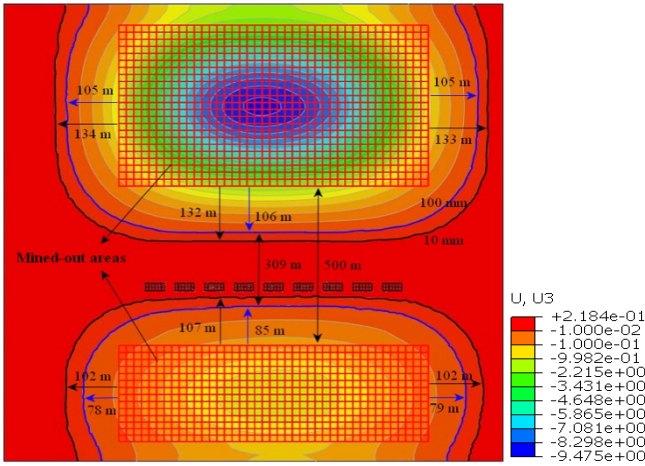 105 m
105 m
134 m
133 m
132 m
106 m
100 mm
10 mm
Mined-out areas
309 m
500 m
107 m
85 m
102 m
102 m
78 m
79 m
U, U3
+2.184e-01
-1.000e-02
-1.000e-01
-9.982e-01
-2.215e+00
-3.431e+00
-4.648e+00
-5.865e+00
-7.081e+00
-8.298e+00
-9.475e+00